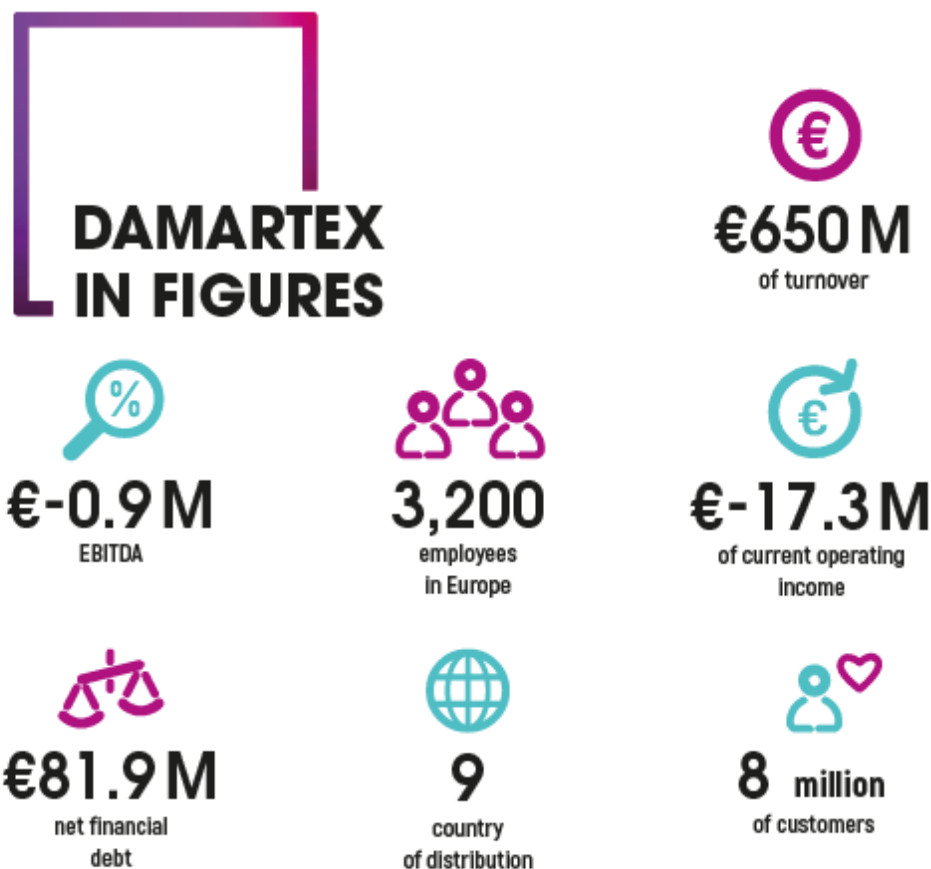 DAMARTEX
IN FIGURES
€
€650 M
of turnover
%
€-0.9 M
EBITDA
3,200
employees
in Europe
€
€-17.3 M
of current operating
income
€81.9 M
net financial
debt
9
country
of distribution
8 million
of customers